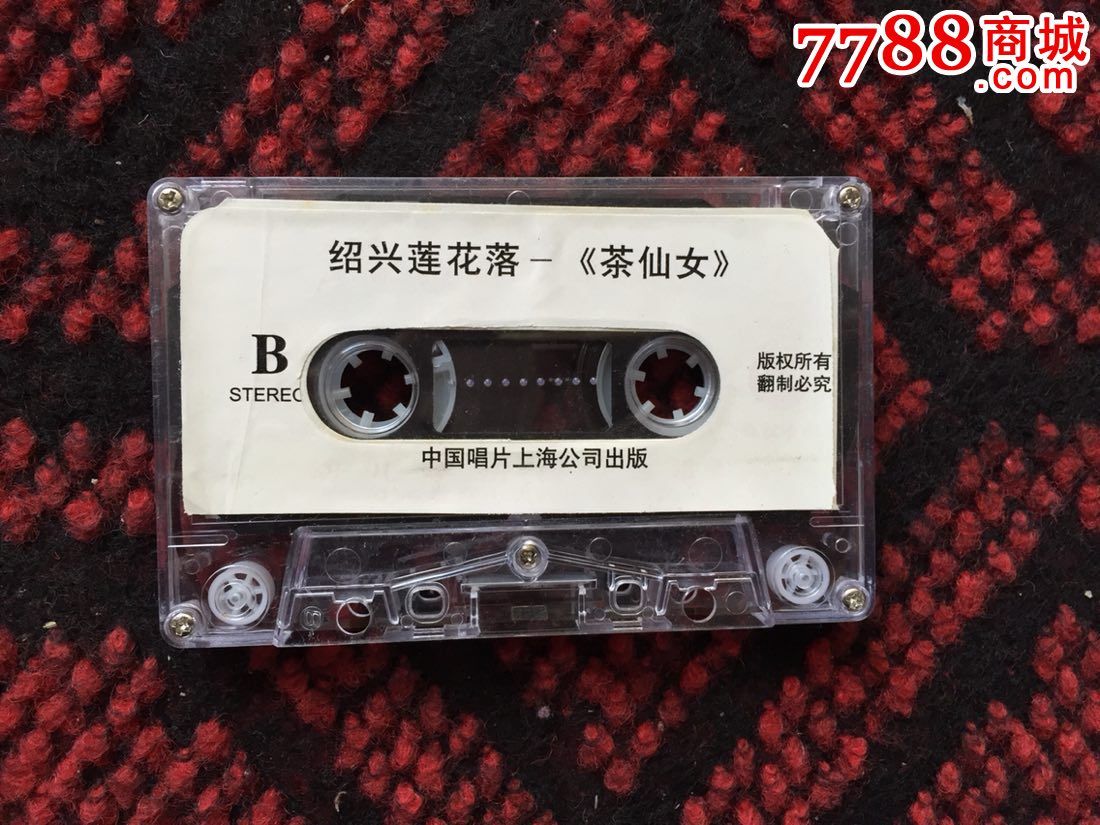 7788商城
.com
绍兴莲花落－《茶仙女》
B
STEREO
版权所有
翻制必究
中国唱片上海公司出版